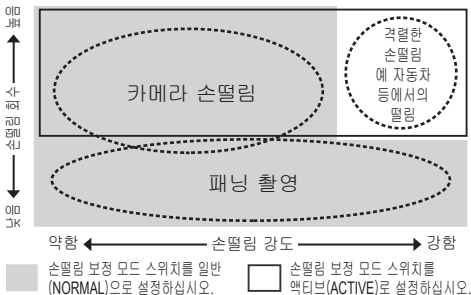 높음
손떨림 회수
낮음
카메라 손떨림
격렬한
손떨림
예 자동차
등에서의
떨림
패닝 촬영
약함
손떨림 강도
강함
손떨림 보정 모드 스위치를 일반
(NORMAL)으로 설정하십시오.
손떨림 보정 모드 스위치를
액티브(ACTIVE)로 설정하십시오.